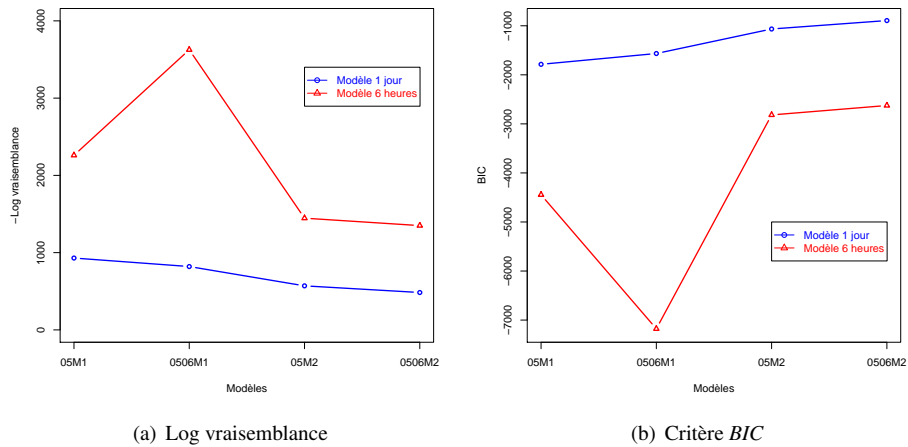 4000
3000
2000
1000
0
−Log vraisemblance
Modèle 1 jour
Modèle 6 heures
05M1
0506M1
05M2
0506M2
Modèles
(a) Log vraisemblance
−1000
−2000
−3000
−4000
−5000
−6000
−7000
BIC
Modèle 1 jour
Modèle 6 heures
05M1
0506M1
05M2
0506M2
Modèles
(b) Critère BIC